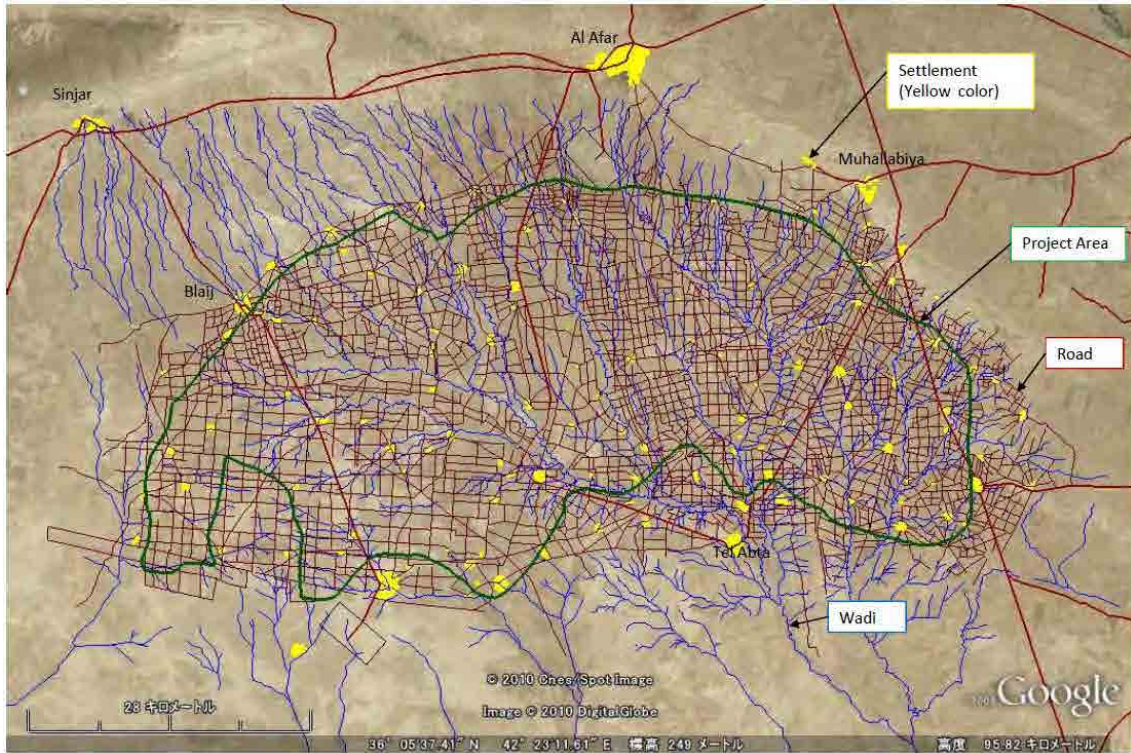 Al Afar
Settlement
(Yellow color)
Sinjar
Muhallabiya
Project Area
Blaij
Road
Tel Abta
Wadi
© 2010 Cnes/Spot Image
28 キロメートル
Image © 2010 DigitalGlobe
Google
36° 05'37.41" N 42° 23'11.61" E 標高 249 メートル 高度 95.82 キロメートル